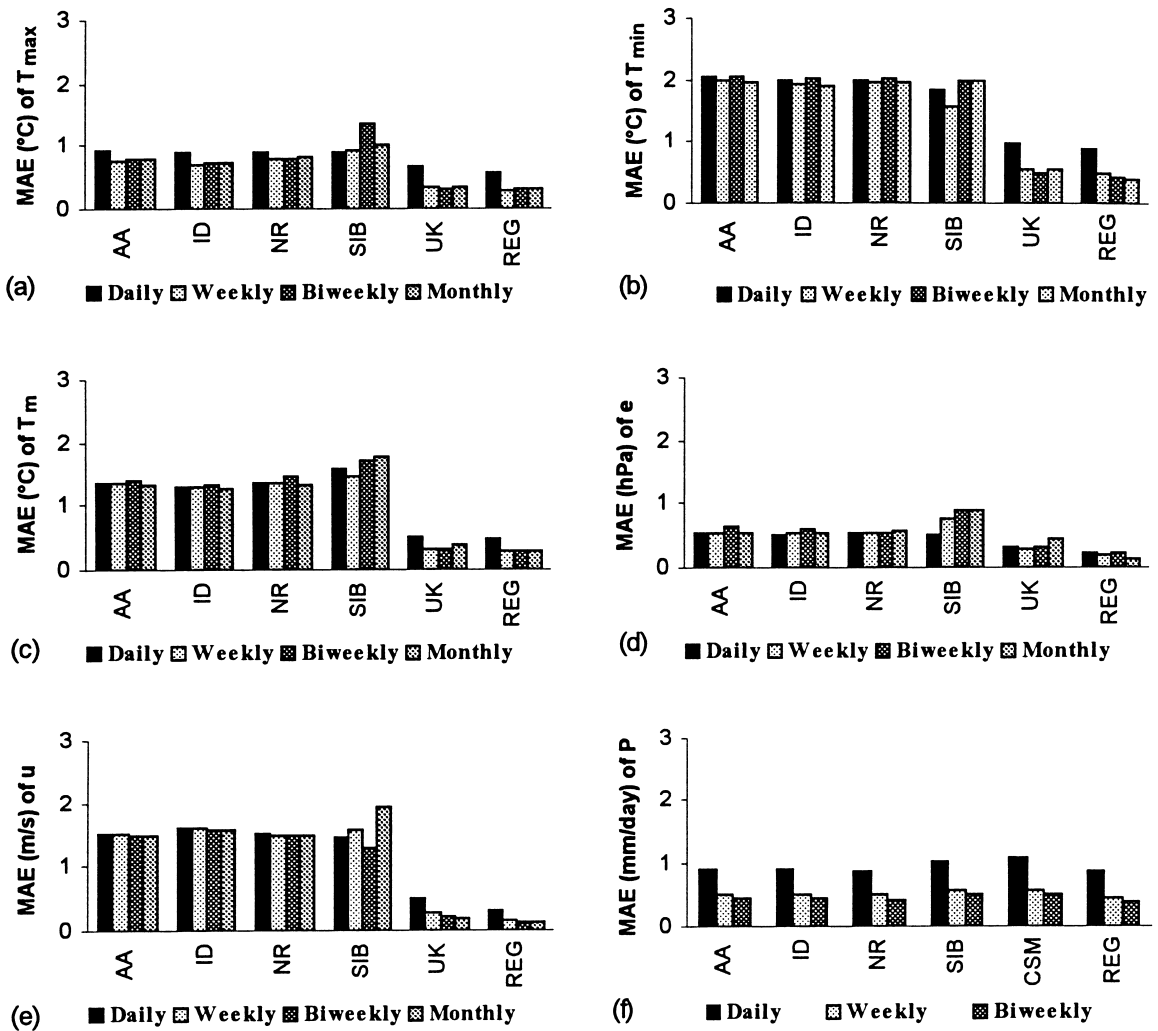 MAE (°C) of Tmax
3
2
1
0
AA ID NR SIB UK REG
(a) Daily Weekly Biweekly Monthly
MAE (°C) of Tmin
3
2
1
0
AA ID NR SIB UK REG
(b) Daily Weekly Biweekly Monthly
MAE (°C) of Tm
3
2
1
0
AA ID NR SIB UK REG
(c) Daily Weekly Biweekly Monthly
MAE (hPa) of e
3
2
1
0
AA ID NR SIB UK REG
(d) Daily Weekly Biweekly Monthly
MAE (m/s) of u
3
2
1
0
AA ID NR SIB UK REG
(e) Daily Weekly Biweekly Monthly
MAE (mm/day) of P
3
2
1
0
AA ID NR SIB CSM REG
(f) Daily Weekly Biweekly